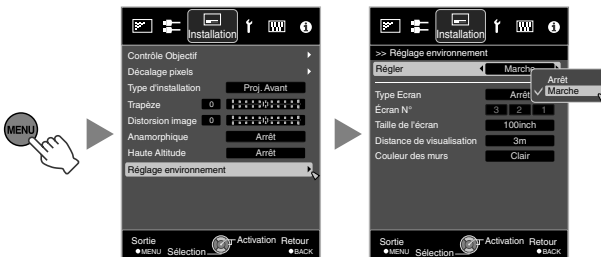 MENU
Installation
Contrôle Objectif
Décalage pixels
Type d'installation Proj. Avant
Trapèze 0
Distorsion image 0
Anamorphique Arrêt
Haute Altitude Arrêt
Réglage environnement
Sortie Activation Retour
MENU Sélection BACK
Installation
>> Réglage environnement
Régler Marche
Arrêt
Marche
Type Ecran Arrêt
Écran N° 3 2 1
Taille de l'écran 100inch
Distance de visualisation 3m
Couleur des murs Clair
Sortie Activation Retour
MENU Sélection BACK